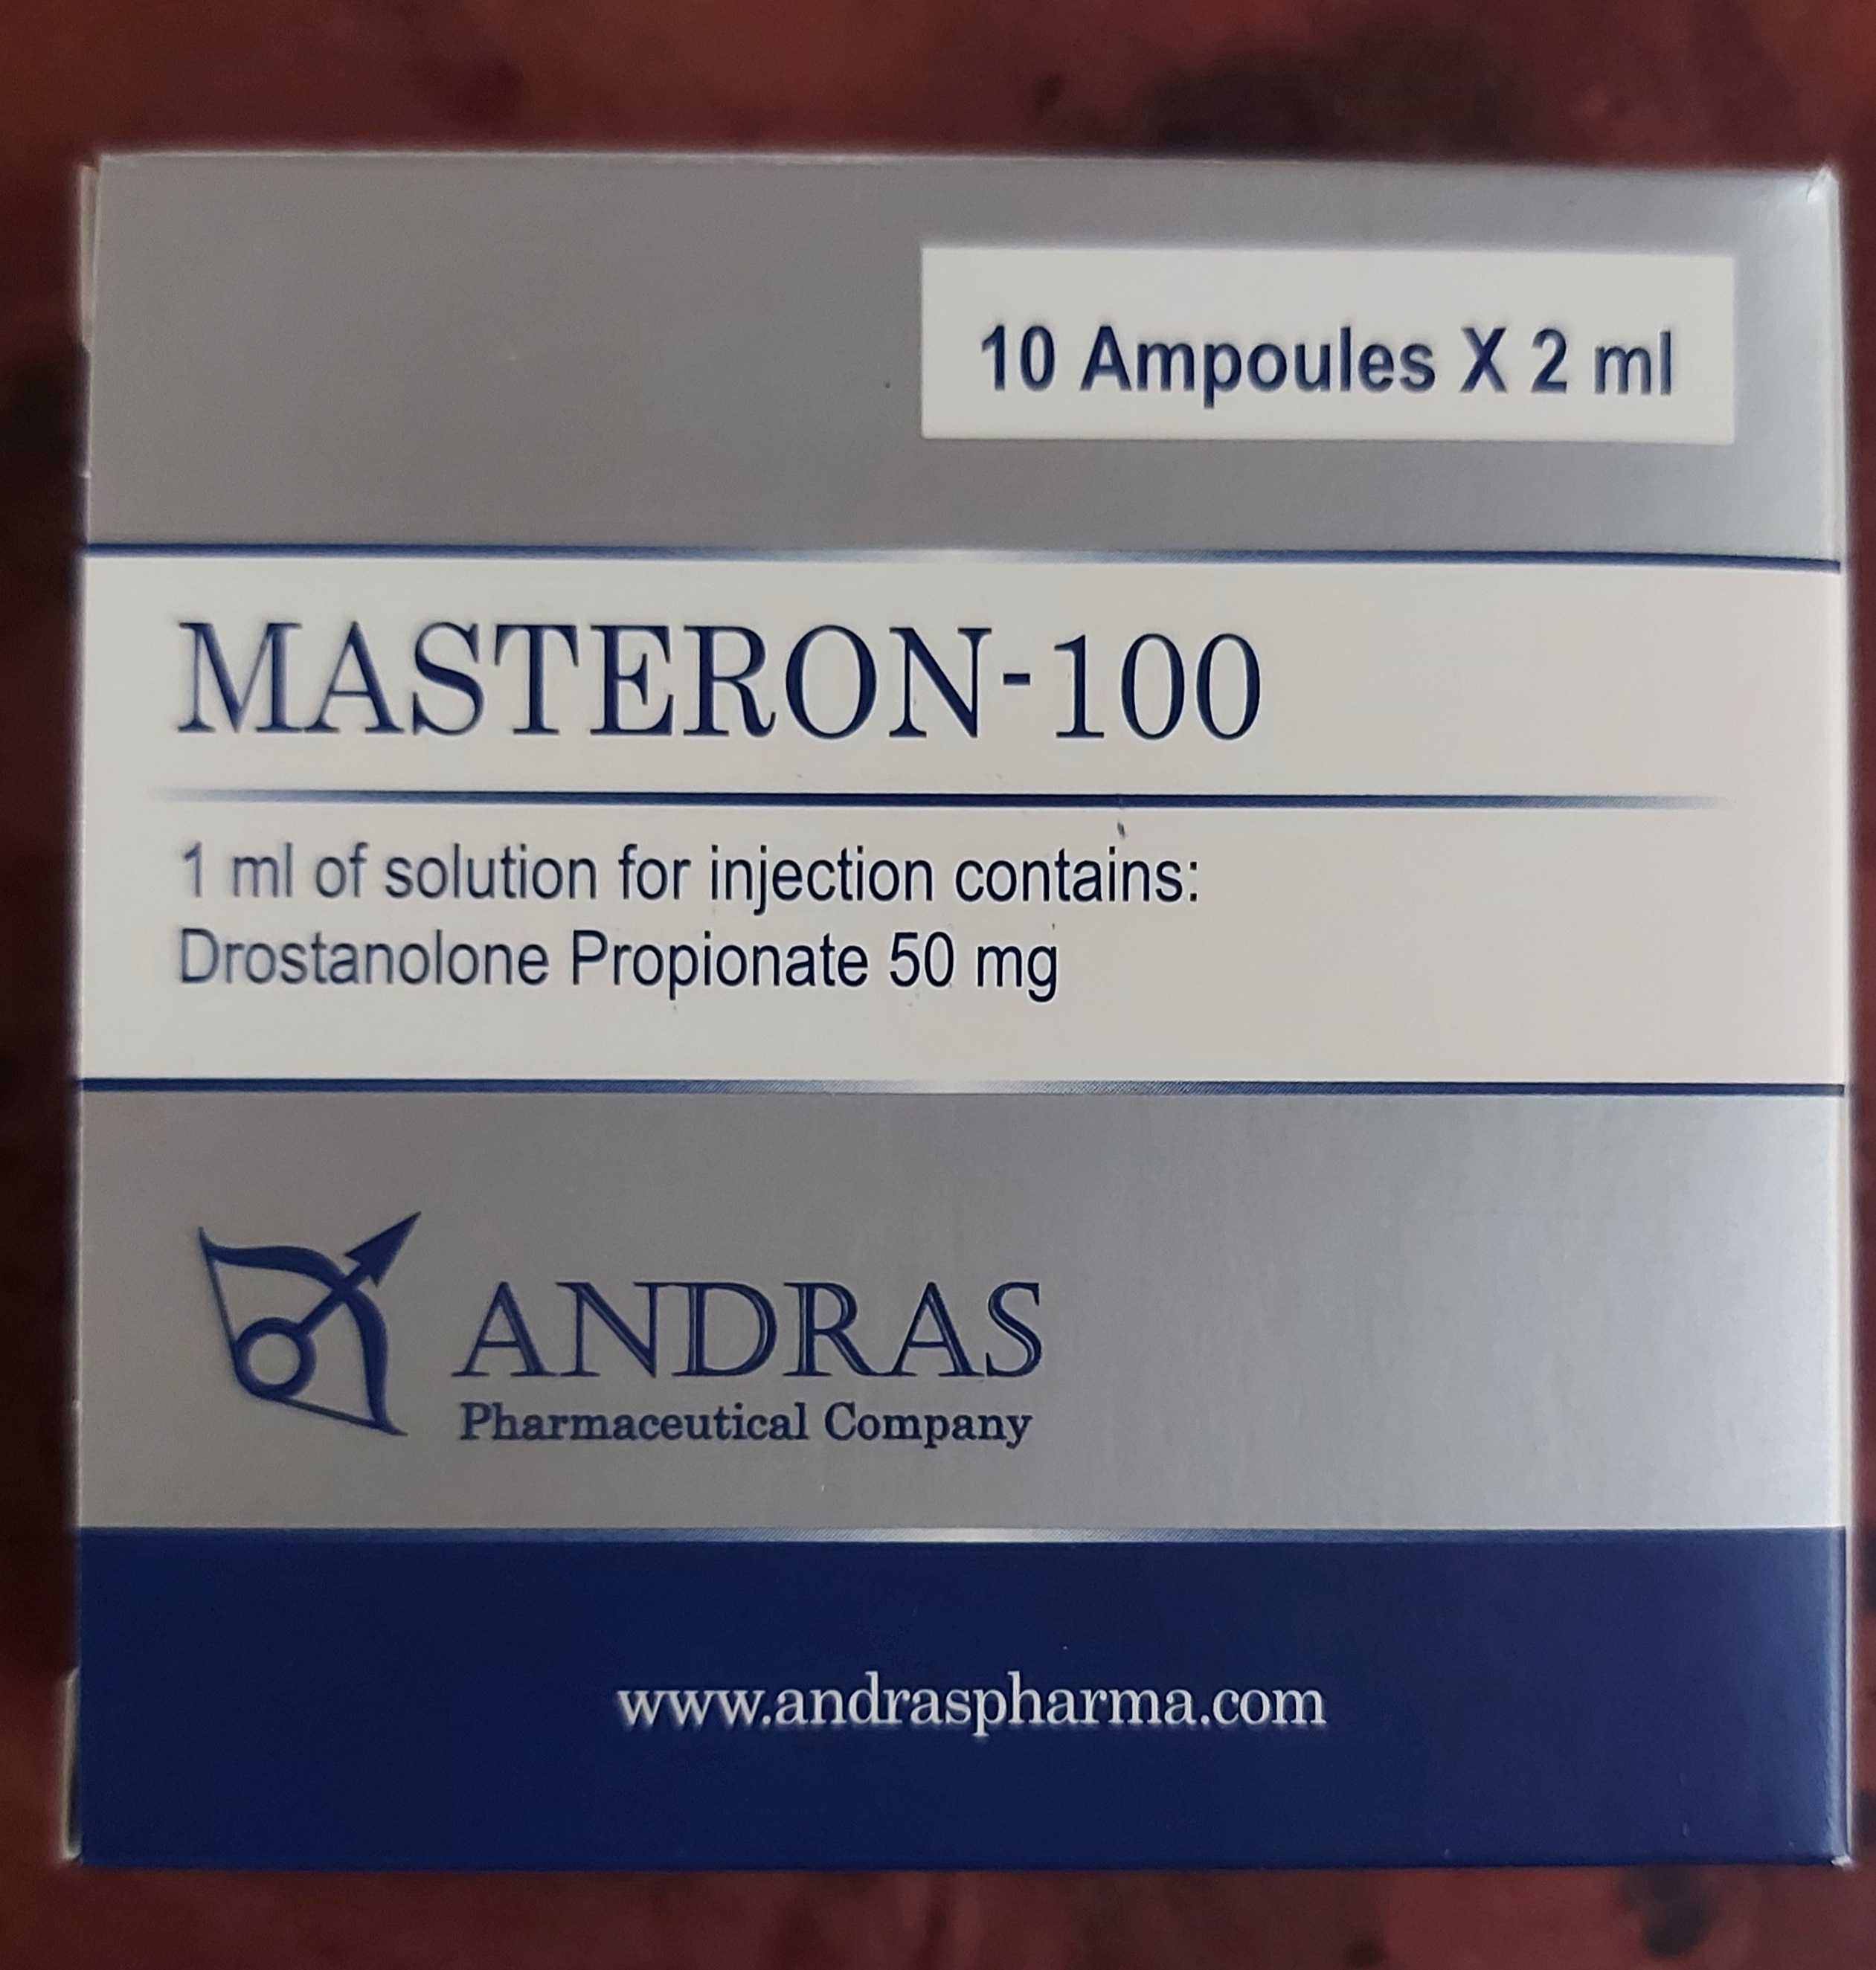 10 Ampoules X 2 ml
MASTERON-100
1 ml of solution for injection contains:
Drostanolone Propionate 50 mg
ANDRAS
Pharmaceutical Company
www.andraspharma.com